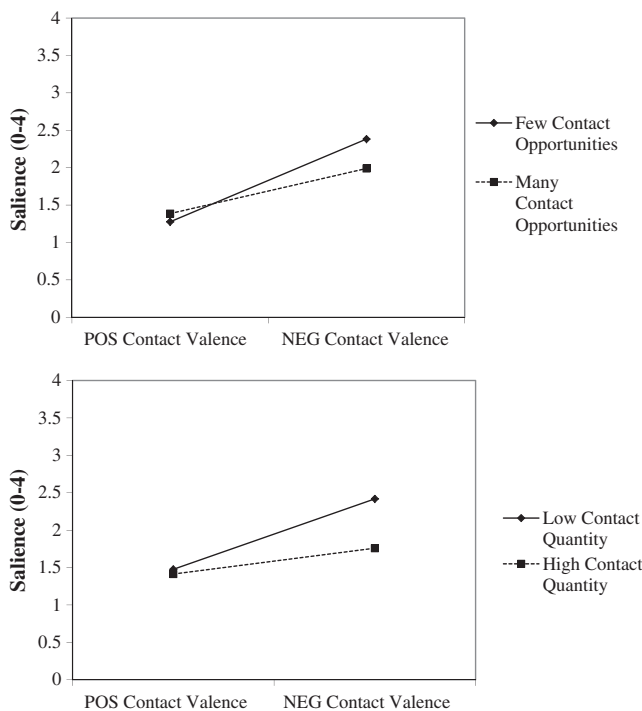 4
3.5
3
2.5
2
1.5
1
0.5
0
Salience (0-4)
POS Contact Valence NEG Contact Valence
Few Contact
Opportunities
Many
Contact
Opportunities
4
3.5
3
2.5
2
1.5
1
0.5
0
Salience (0-4)
POS Contact Valence NEG Contact Valence
Low Contact
Quantity
High Contact
Quantity